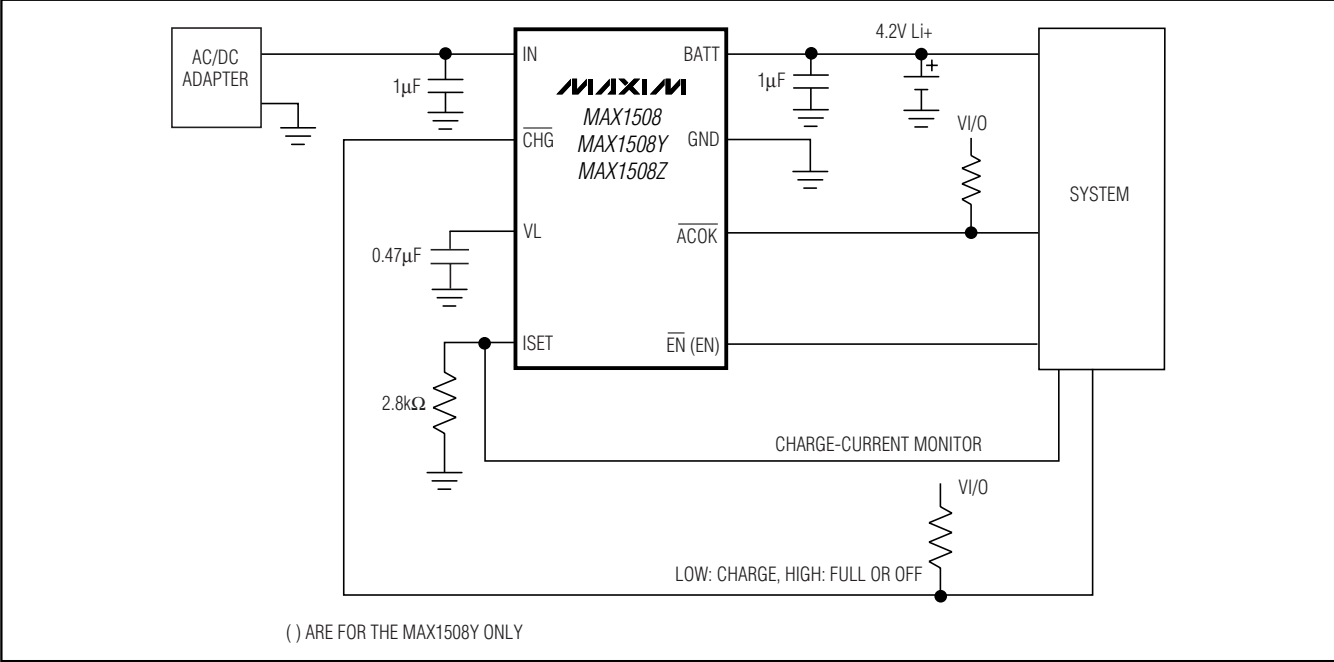 AC/DC
ADAPTER
1μF
IN
BATT
4.2V Li+
+
1μF
MAXIM
MAX1508
MAX1508Y
MAX1508Z
CHG
GND
VI/O
SYSTEM
VL
ACOK
0.47μF
ISET
EN (EN)
2.8kΩ
CHARGE-CURRENT MONITOR
VI/O
LOW: CHARGE, HIGH: FULL OR OFF
( ) ARE FOR THE MAX1508Y ONLY